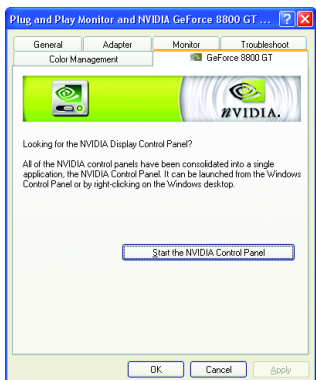 Plug and Play Monitor and NVIDIA GeForce 8800 GT ...
General Adapter Monitor Troubleshoot
Color Management GeForce 8800 GT
NVIDIA.
Looking for the NVIDIA Display Control Panel?
All of the NVIDIA control panels have been consolidated into a single
application, the NVIDIA Control Panel. It can be launched from the Windows
Control Panel or by right-clicking on the Windows desktop.
Start the NVIDIA Control Panel
OK Cancel Apply